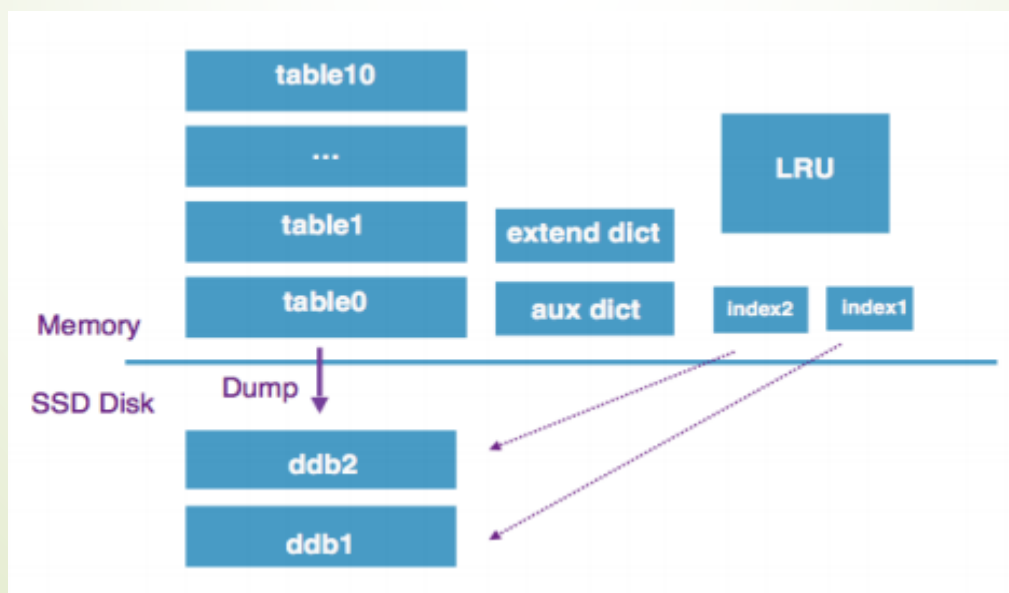 table10
...
table1
table0
extend dict
aux dict
LRU
index2
index1
Memory
SSD Disk
Dump
ddb2
ddb1